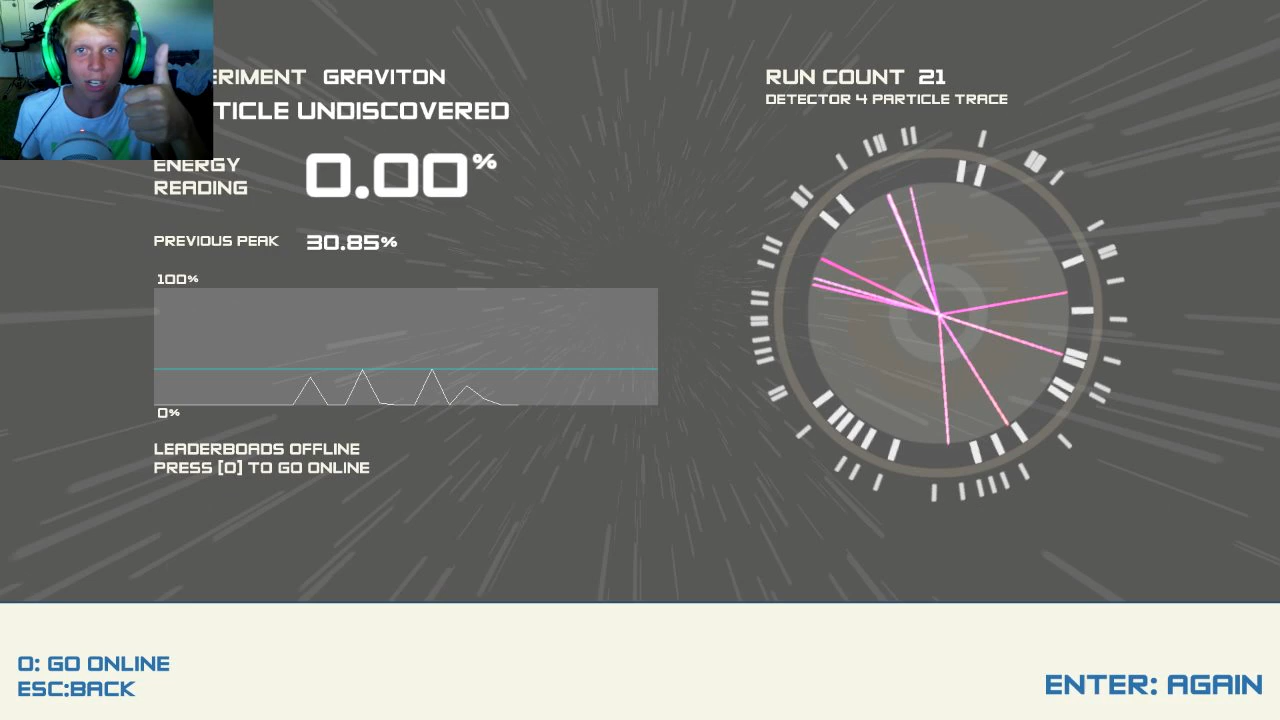 ERIMENT GRAVITON
TICLE UNDISCOVERED
ENERGY
READING
0.00%
PREVIOUS PEAK 30.85%
100%
0%
LEADERBOARDS OFFLINE
PRESS [O] TO GO ONLINE
RUN COUNT 21
DETECTOR 4 PARTICLE TRACE
O: GO ONLINE
ESC:BACK
ENTER: AGAIN